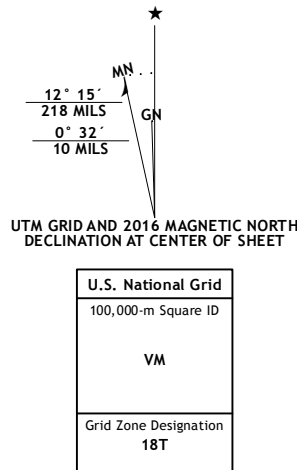 ★
MN
GN
12° 15´
218 MILS
0° 32´
10 MILS
UTM GRID AND 2016 MAGNETIC NORTH
DECLINATION AT CENTER OF SHEET
U.S. National Grid
100,000-m Square ID
VM
Grid Zone Designation
18T